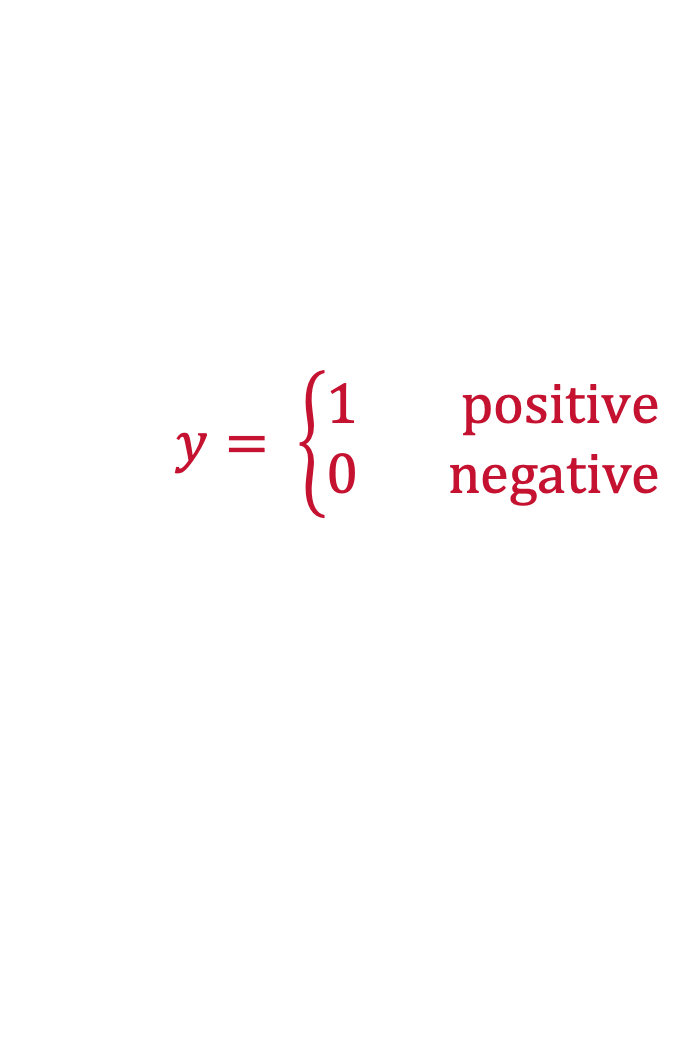 y = { 1 positive
0 negative